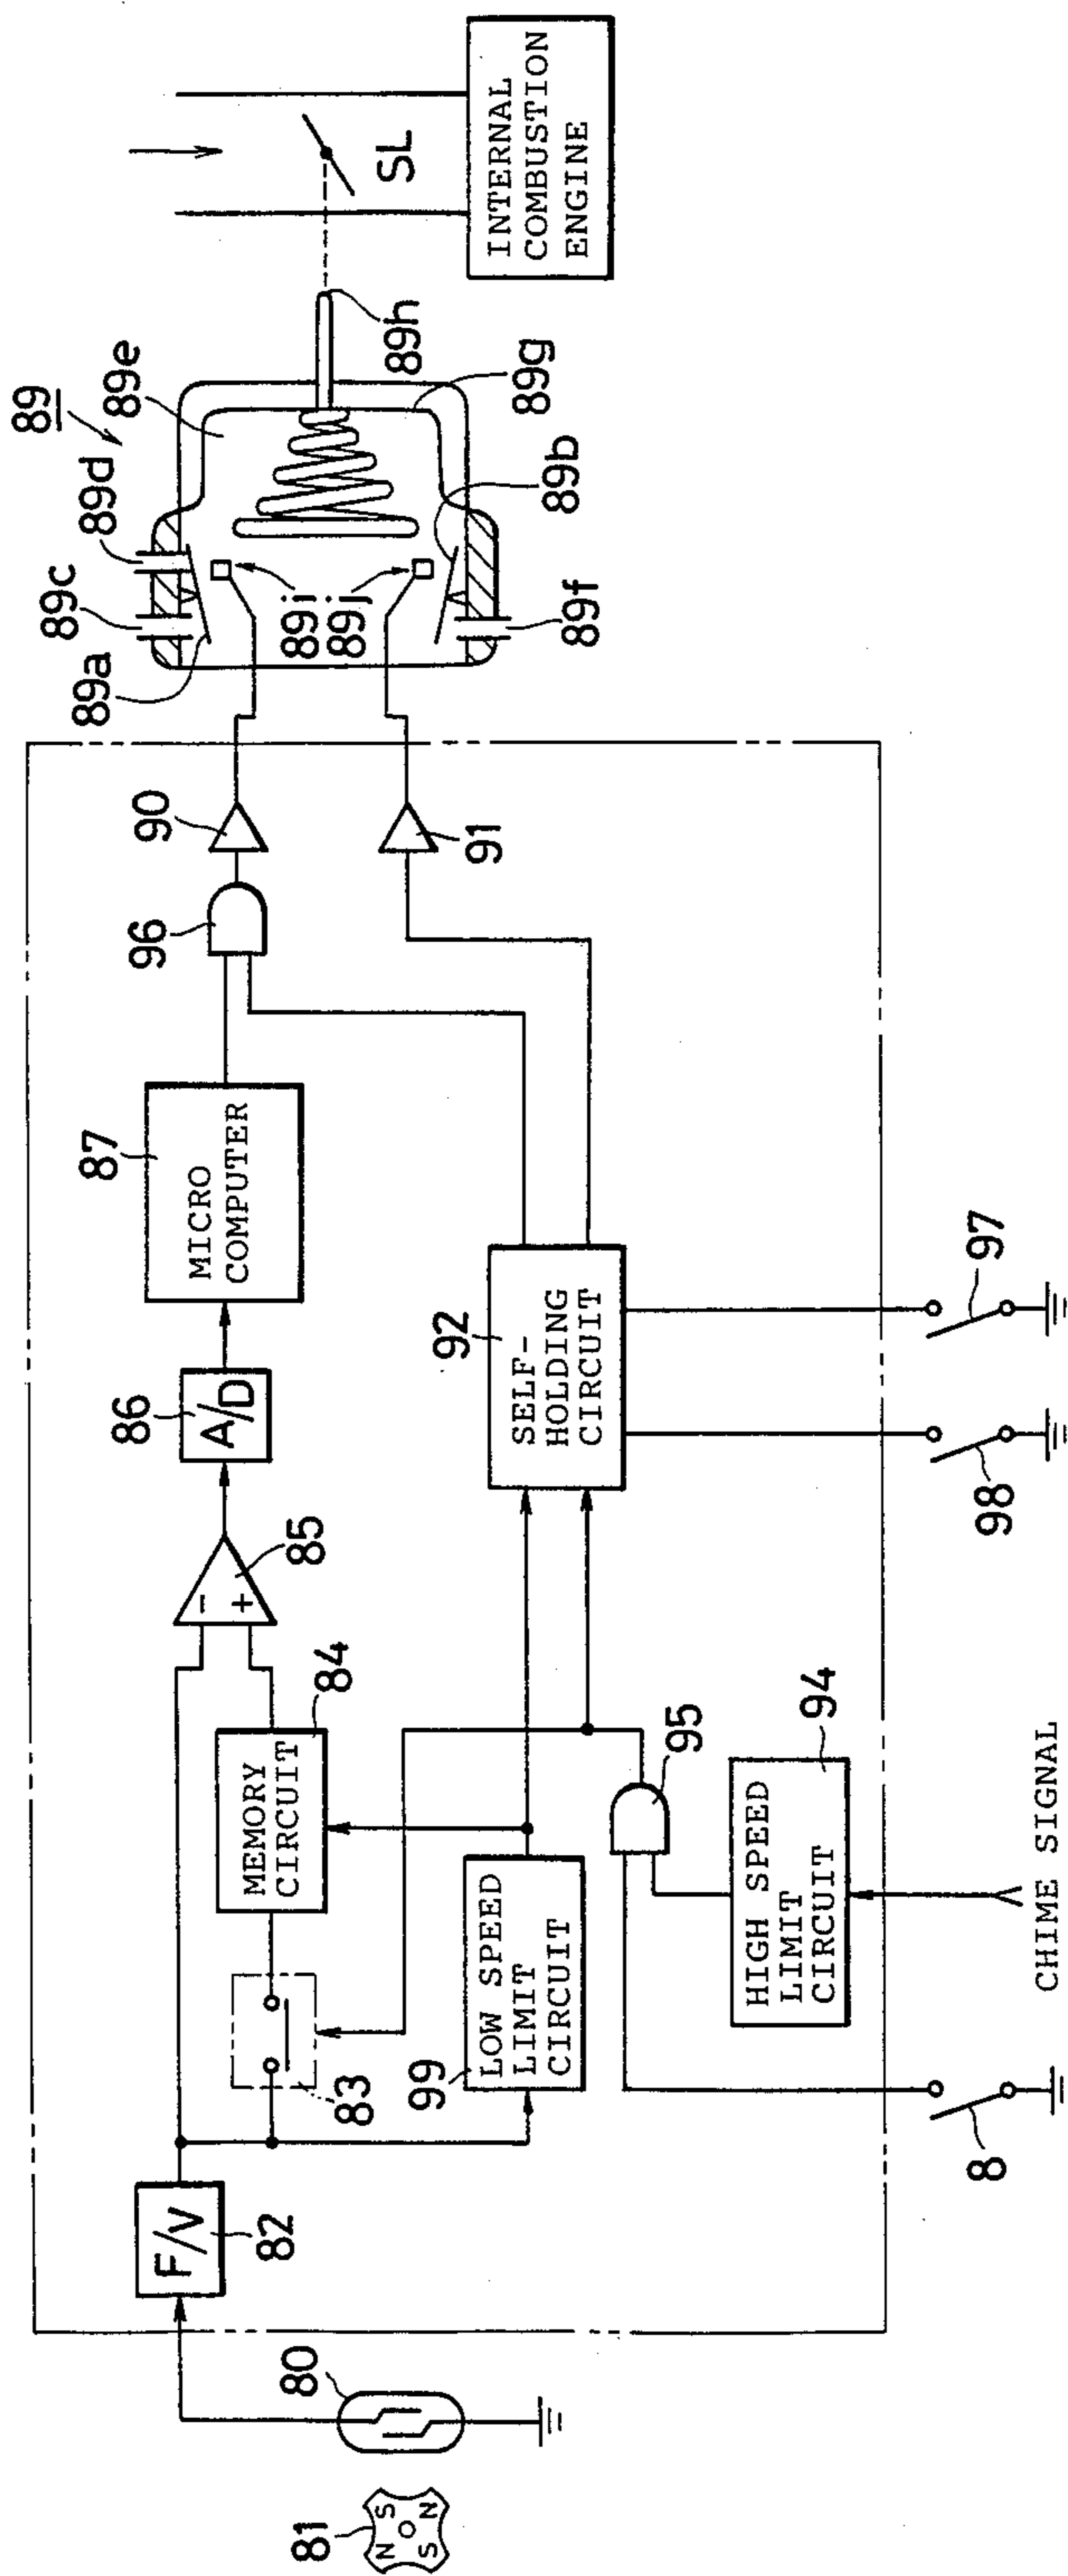 81
N
S
S
N
80
F/V
82
83
MEMORY
CIRCUIT
84
−
+
85
A/D
86
MICRO
COMPUTER
87
96
90
91
99
LOW SPEED
LIMIT
CIRCUIT
SELF-
HOLDING
CIRCUIT
92
95
HIGH SPEED
LIMIT
CIRCUIT
94
8
CHIME SIGNAL
98
97
89
89a
89c
89d
89e
89i
89j
89f
89b
89g
89h
SL
INTERNAL
COMBUSTION
ENGINE